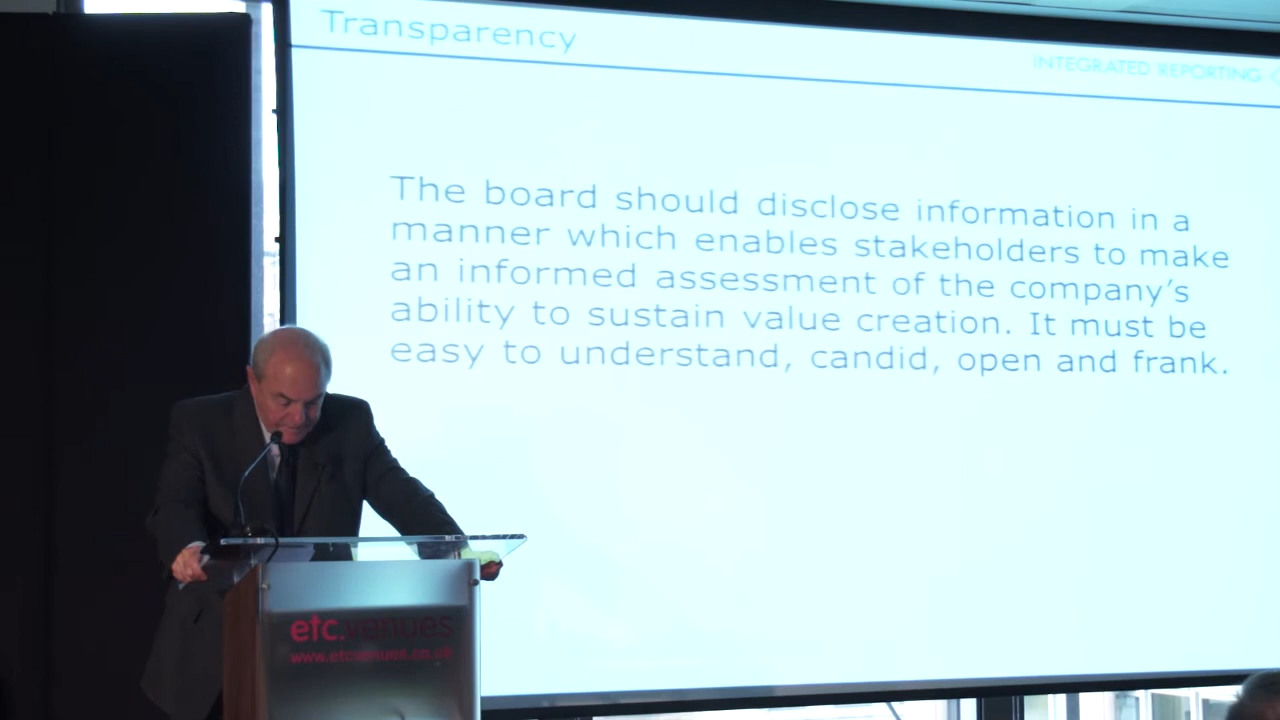 Transparency
INTEGRATED REPORTING
The board should disclose information in a
manner which enables stakeholders to make
an informed assessment of the company's
ability to sustain value creation. It must be
easy to understand, candid, open and frank.
etc.venues
www.etcvenues.co.uk